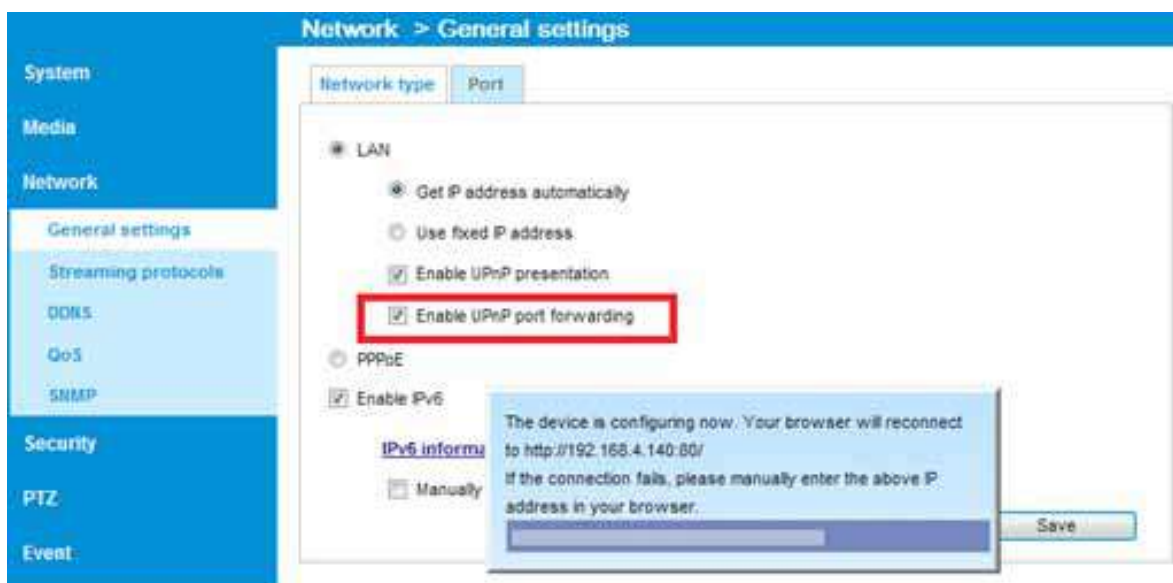 Network > General settings
System
Media
Network
General settings
Streaming protocols
DDNS
QoS
SNMP
Security
PTZ
Event
Network type
Port
LAN
Get IP address automatically
Use fixed IP address
Enable UPnP presentation
Enable UPnP port forwarding
PPPoE
Enable IPv6
IPv6 informa
Manually
The device is configuring now. Your browser will reconnect
to http://192.168.4.140:80/
If the connection fails, please manually enter the above IP
address in your browser.
Save